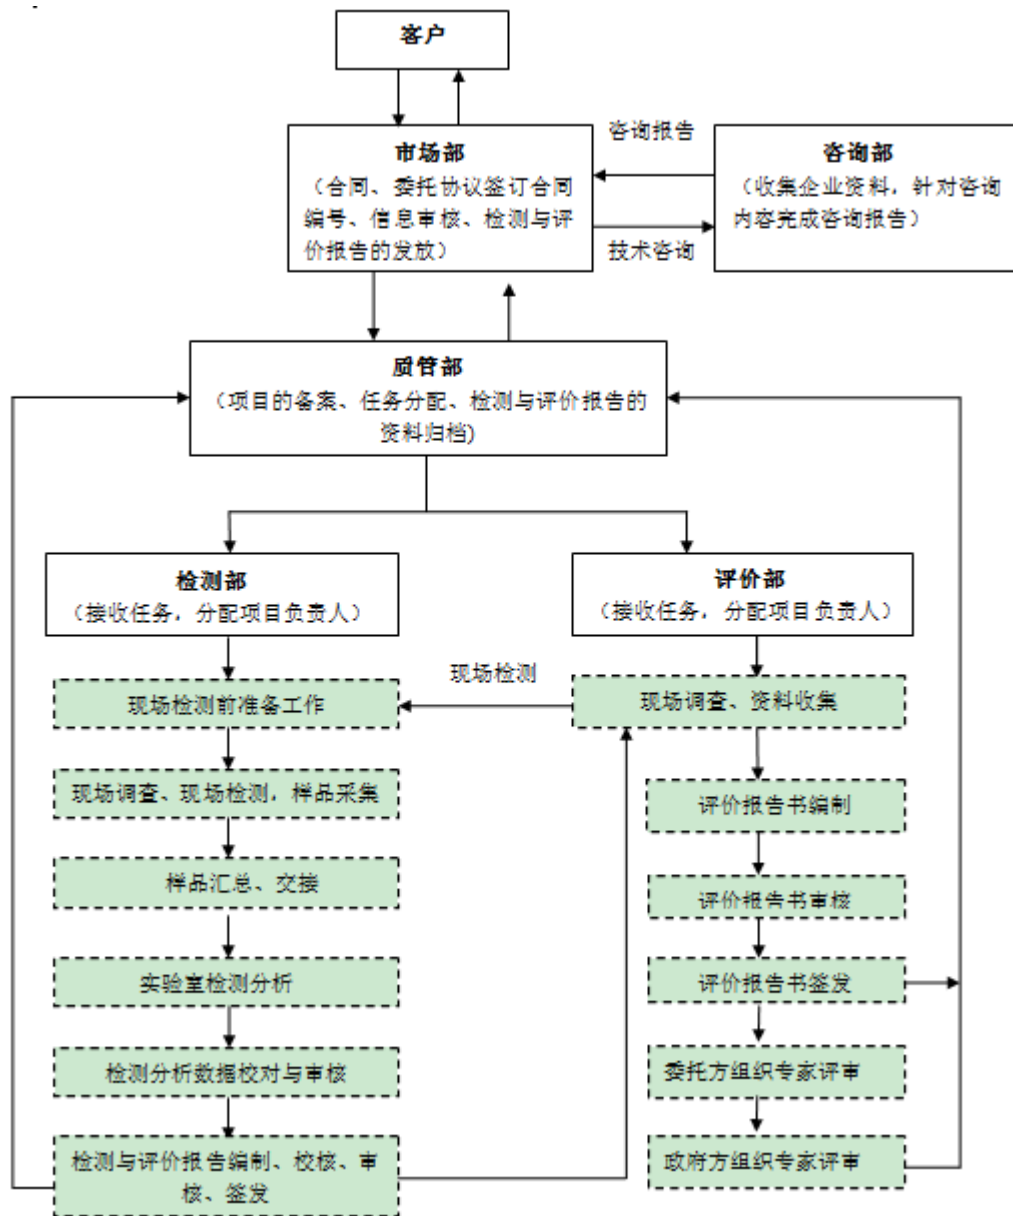 客户
咨询报告
市场部
（合同、委托协议签订合同
编号、信息审核、检测与评
价报告的发放）
咨询部
（收集企业资料，针对咨询
内容完成咨询报告）
技术咨询
质管部
（项目的备案、任务分配、检测与评价报告的
资料归档)
检测部
（接收任务，分配项目负责人）
评价部
（接收任务，分配项目负责人）
现场检测
现场检测前准备工作
现场调查、资料收集
现场调查、现场检测，样品采集
评价报告书编制
样品汇总、交接
评价报告书审核
实验室检测分析
评价报告书签发
检测分析数据校对与审核
委托方组织专家评审
检测与评价报告编制、校核、审
核、签发
政府方组织专家评审